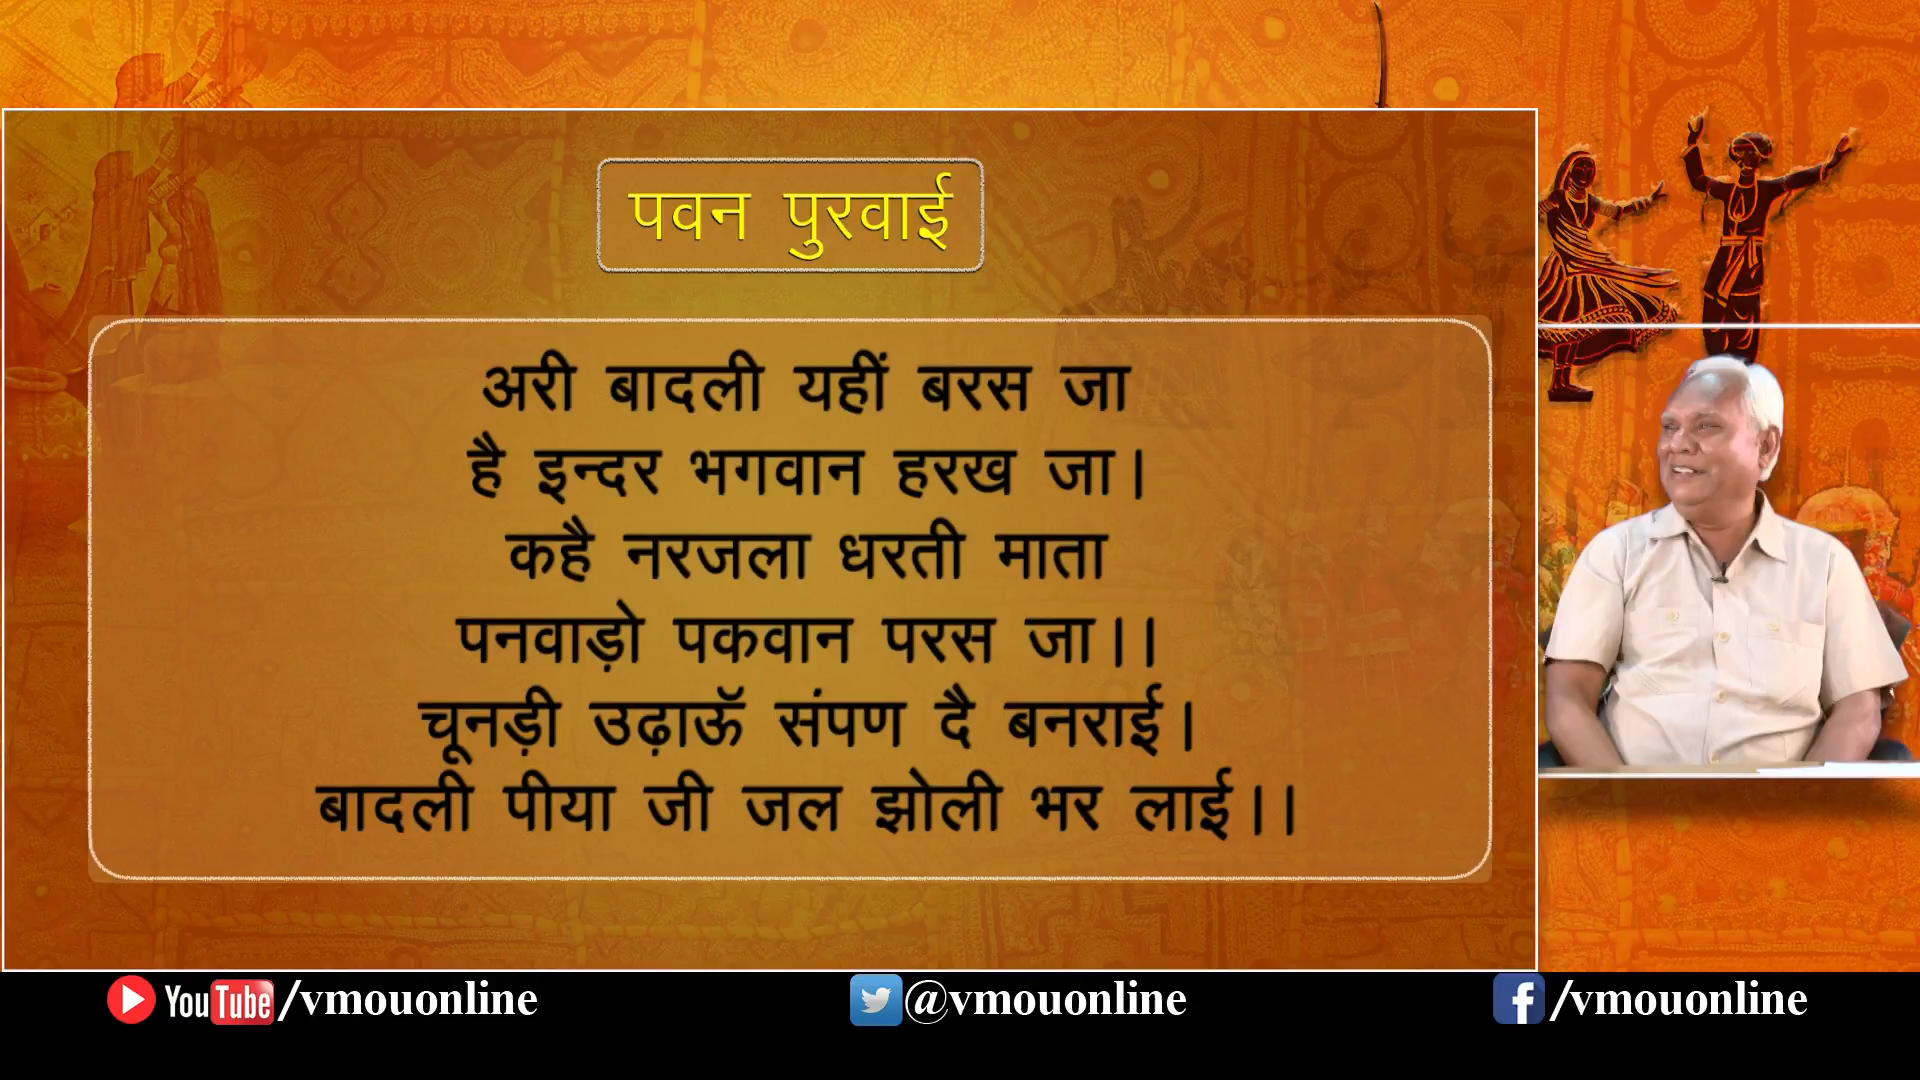 पवन पुरवाई
अरी बादली यहीं बरस जा
है इन्दर भगवान हरख जा।
कहै नरजला धरती माता
पनवाड़ो पकवान परस जा।।
चूनड़ी उढ़ाऊॅ संपण दै बनराई।
बादली पीया जी जल झोली भर लाई।।
YouTube /vmouonline
@vmouonline
/vmouonline